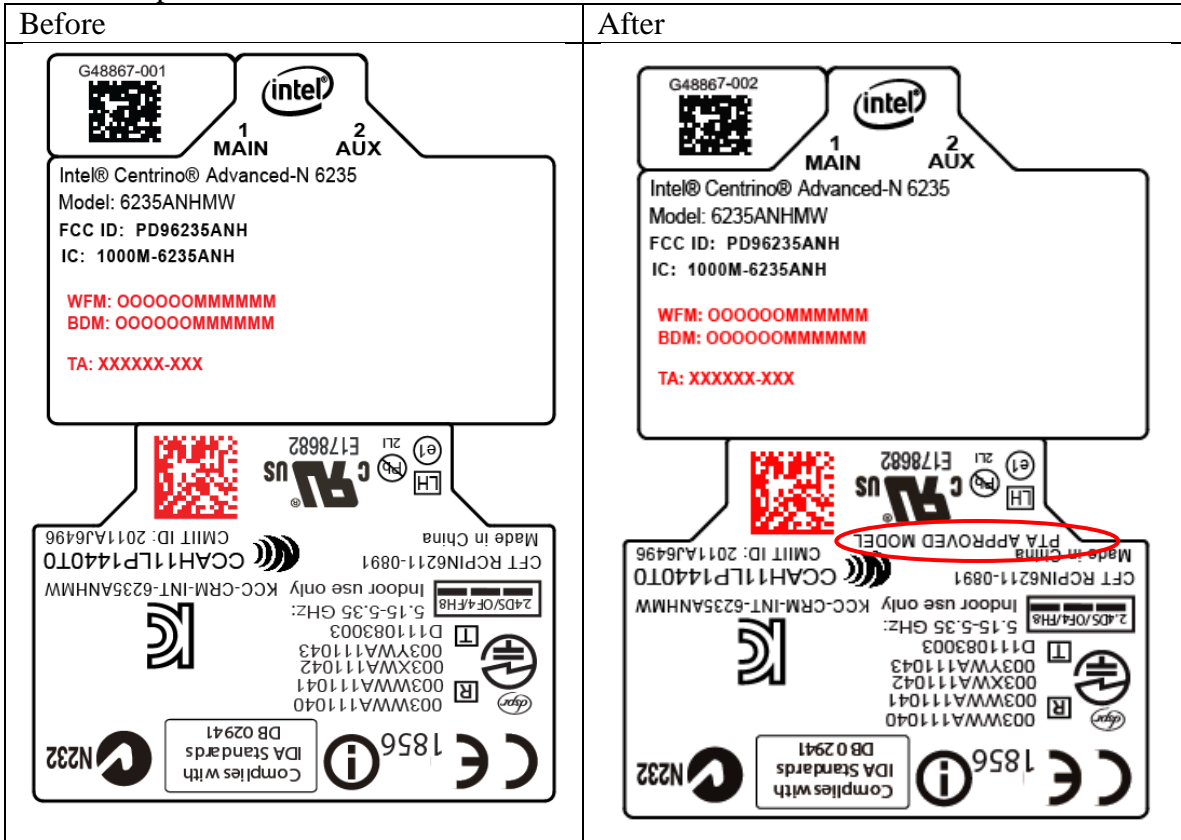 Before
G48867-001
intel®
1 2
MAIN AUX
Intel® Centrino® Advanced-N 6235
Model: 6235ANHMW
FCC ID: PD96235ANH
IC: 1000M-6235ANH
WFM: OOOOOOMMMMMM
BDM: OOOOOOMMMMMM
TA: XXXXXX-XXX
CE 1856
Complies with
IDA Standards
DB 02941
N232
dspr
003WWA111040
R 003WWA111041
003XWA111042
003YWA111043
T D111083003
5.15-5.35 GHz:
2.4DS/OF4/FH8 Indoor use only
KCC-CRM-INT-6235ANHMW
CFT RCPIN6211-0891 CCAH11LP1440T0
Made in China CMIIT ID: 2011AJ6496
LH c UR US ®
e1 Pb
2LI E178682
After
G48867-002
intel®
1 2
MAIN AUX
Intel® Centrino® Advanced-N 6235
Model: 6235ANHMW
FCC ID: PD96235ANH
IC: 1000M-6235ANH
WFM: OOOOOOMMMMMM
BDM: OOOOOOMMMMMM
TA: XXXXXX-XXX
CE 1856
Complies with
IDA Standards
DB 0 2941
N232
dspr
003WWA111040
R 003WWA111041
003XWA111042
003YWA111043
T D111083003
5.15-5.35 GHz:
2.4DS/OF4/FH8 Indoor use only
KCC-CRM-INT-6235ANHMW
CFT RCPIN6211-0891 CCAH11LP1440T0
Made in China CMIIT ID: 2011AJ6496
PTA APPROVED MODEL
LH c UR US ®
e1 Pb
2LI E178682